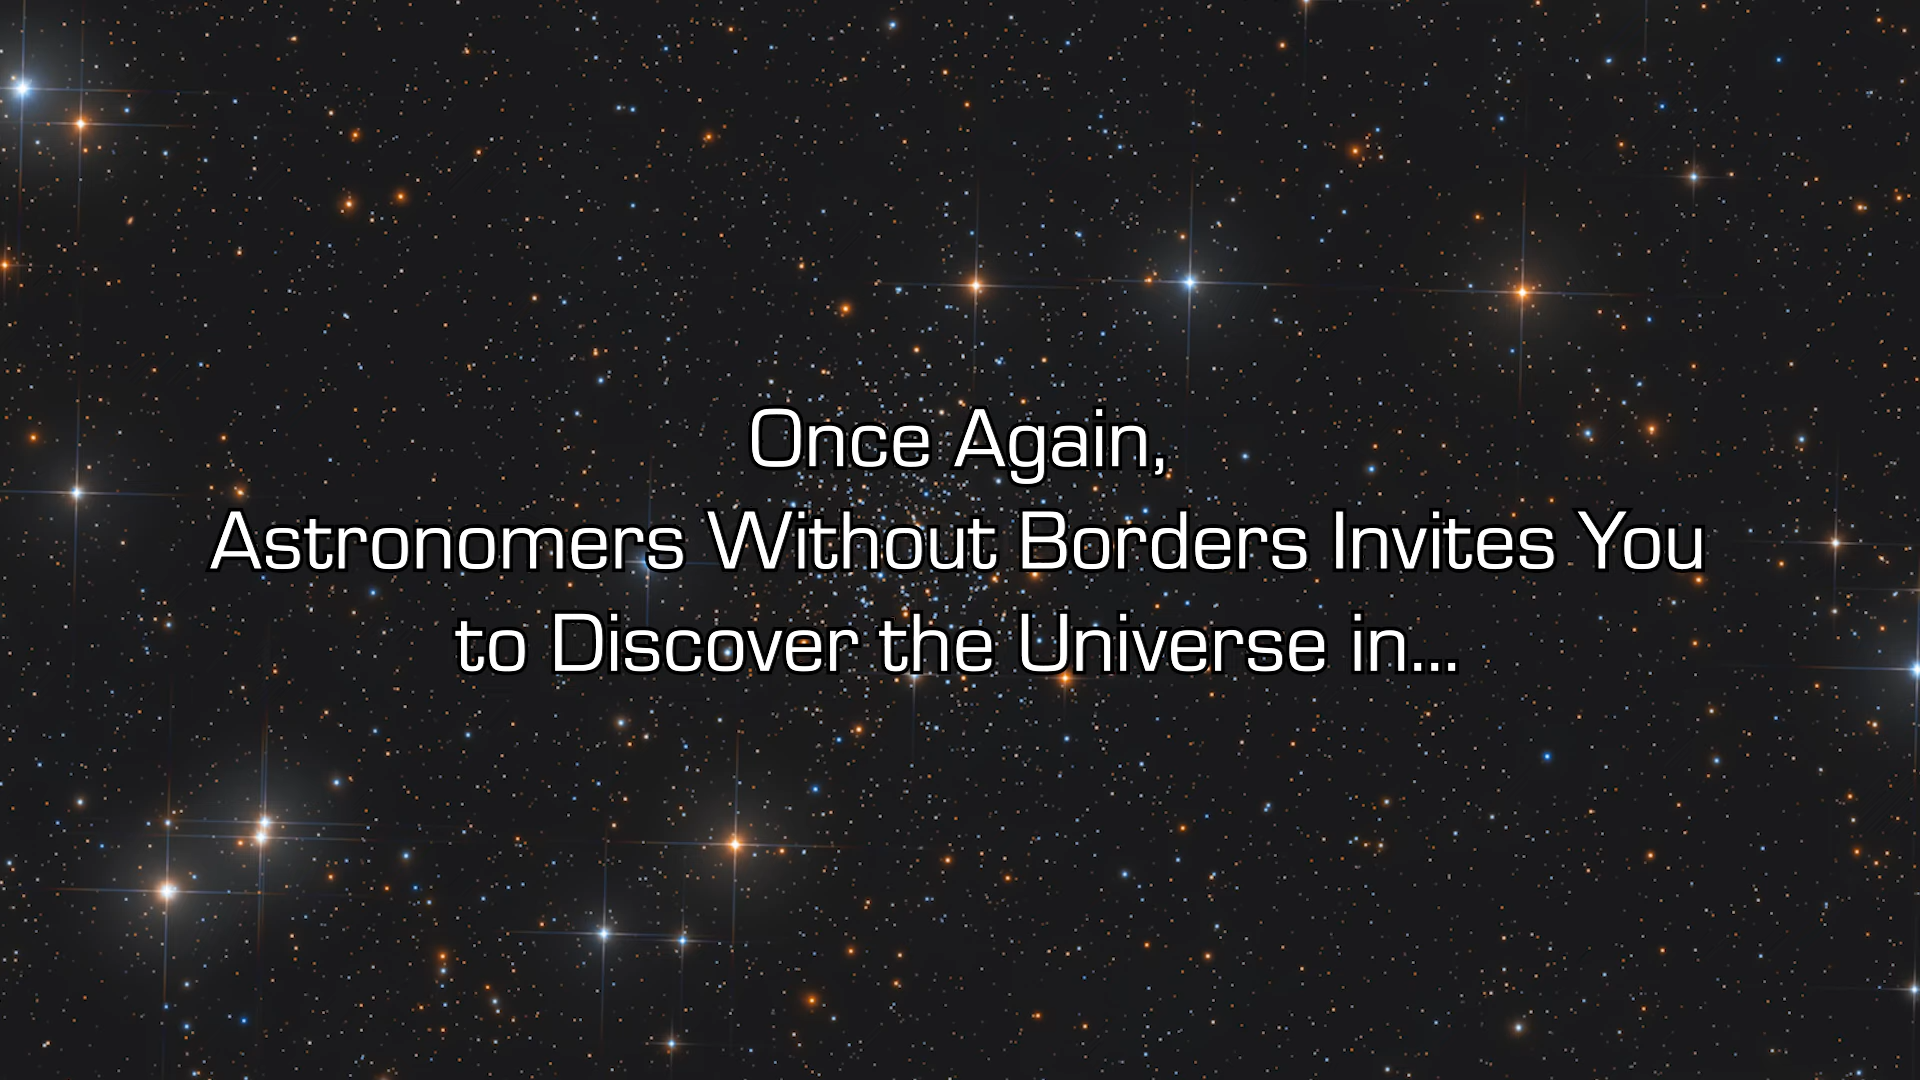 Once Again,
Astronomers Without Borders Invites You
to Discover the Universe in...